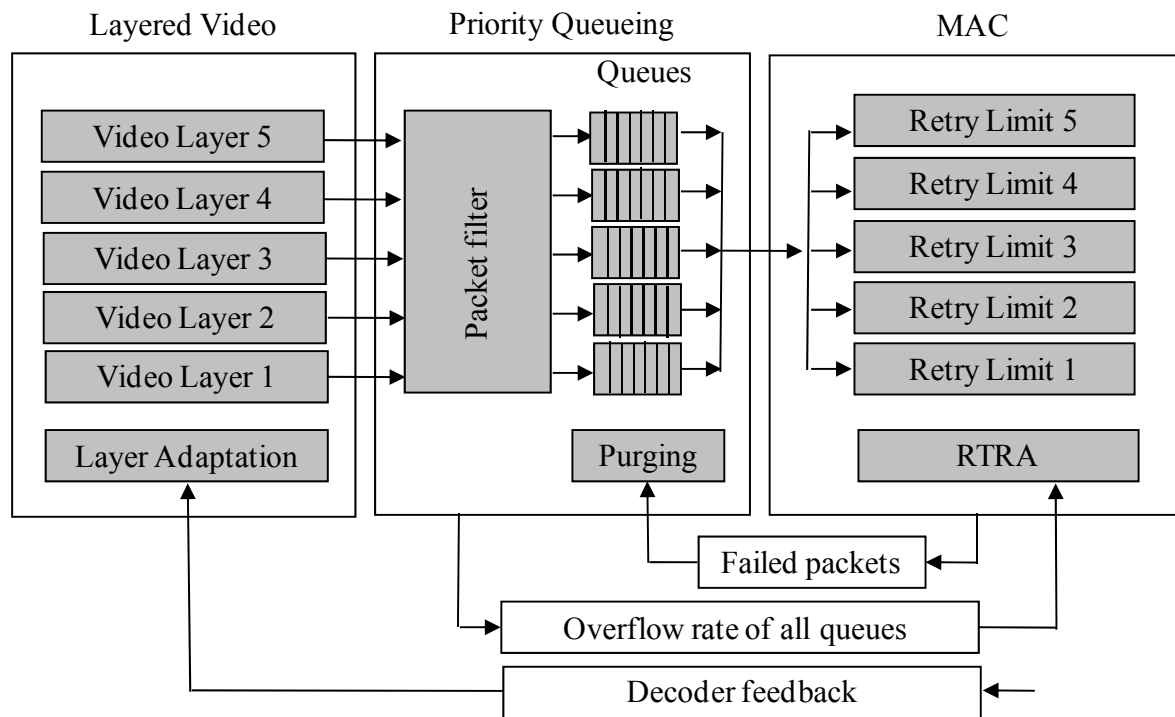 Layered Video
Priority Queueing
MAC
Queues
Video Layer 5
Video Layer 4
Video Layer 3
Video Layer 2
Video Layer 1
Layer Adaptation
Packet filter
Purging
Retry Limit 5
Retry Limit 4
Retry Limit 3
Retry Limit 2
Retry Limit 1
RTRA
Failed packets
Overflow rate of all queues
Decoder feedback